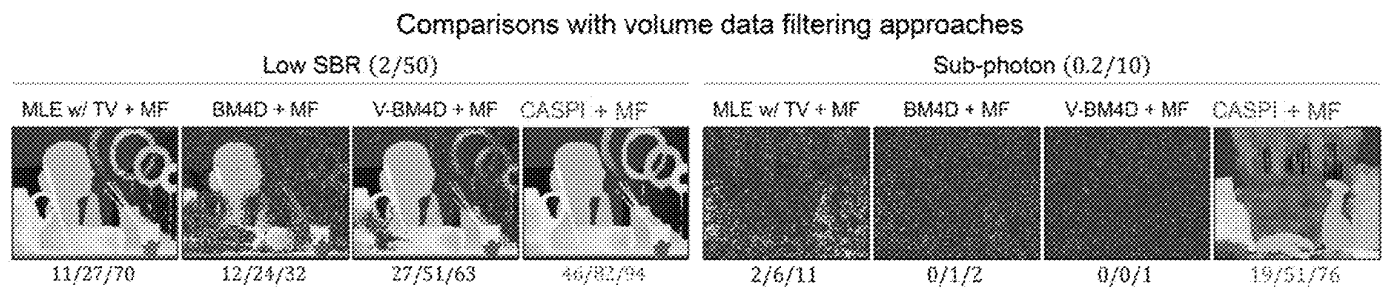 Comparisons with volume data filtering approaches
Low SBR (2/50)
Sub-photon (0.2/10)
MLE w/ TV + MF BM4D + MF V-BM4D + MF CASPI + MF MLE w/ TV + MF BM4D + MF V-BM4D + MF CASPI + MF
11/27/70 12/24/32 27/51/63 46/82/94 2/6/11 0/1/2 0/0/1 19/51/76